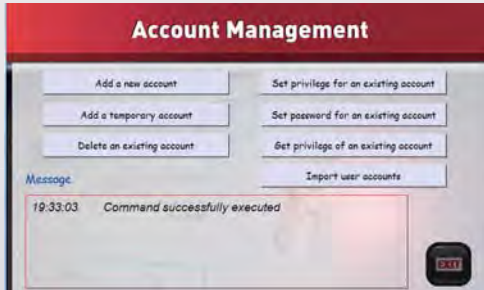 Account Management
Add a new account
Set privilege for an existing account
Add a temporary account
Set password for an existing account
Delete an existing account
Get privilege of an existing account
Import user accounts
Message
19:33:03 Command successfully executed
EXIT